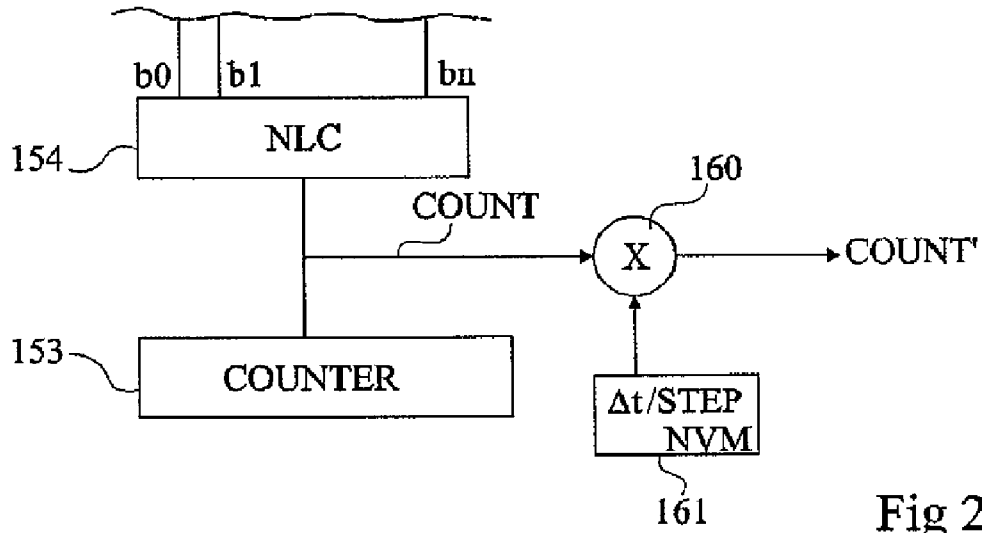 b0 b1 bn
NLC
154
160
COUNT
X
COUNT'
153
COUNTER
Δt/STEP
NVM
161
Fig 2